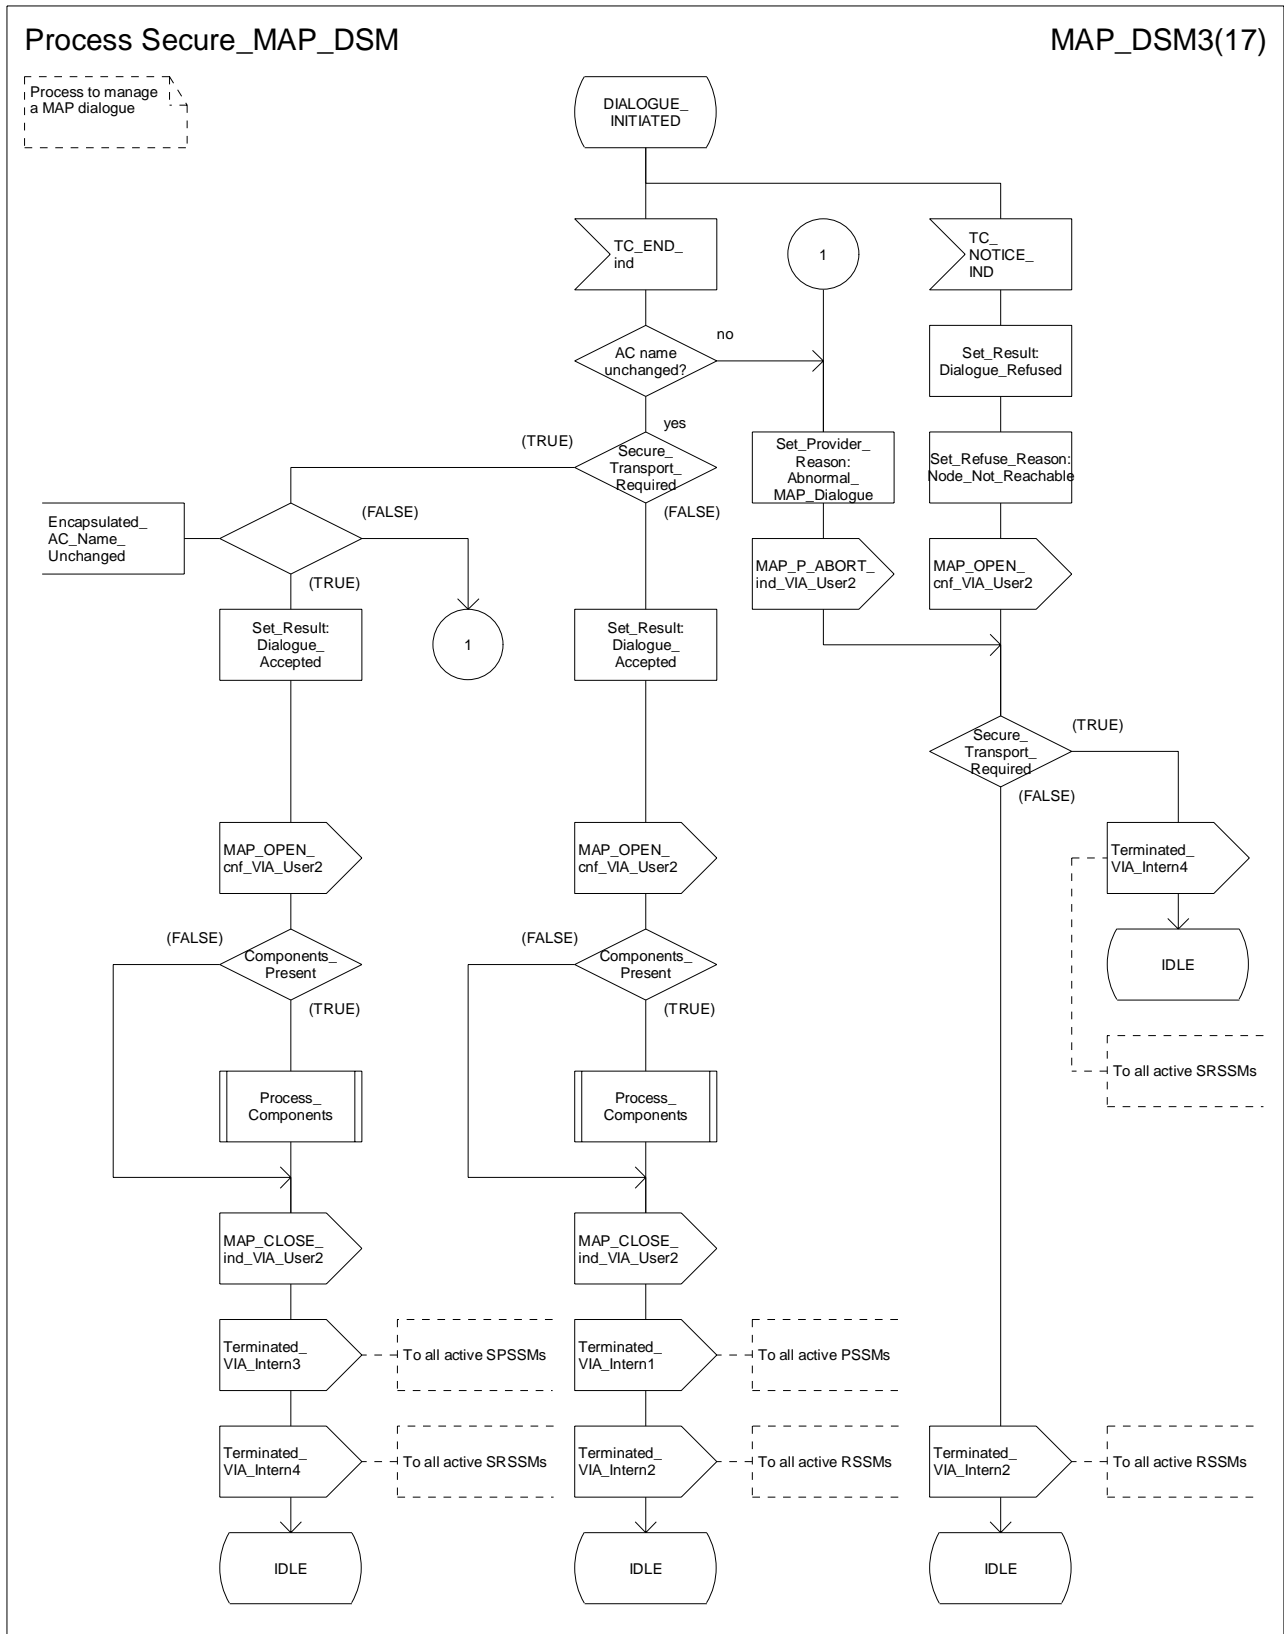 Process Secure_MAP_DSM
MAP_DSM3(17)
Process to manage
a MAP dialogue
DIALOGUE_
INITIATED
TC_END_
ind
1
TC_
NOTICE_
IND
AC name
unchanged?
no
yes
Set_Result:
Dialogue_Refused
(TRUE)
Secure_
Transport_
Required
(FALSE)
Set_Provider_
Reason:
Abnormal_
MAP_Dialogue
Set_Refuse_Reason:
Node_Not_Reachable
Encapsulated_
AC_Name_
Unchanged
(FALSE)
(TRUE)
MAP_P_ABORT_
ind_VIA_User2
MAP_OPEN_
cnf_VIA_User2
Set_Result:
Dialogue_
Accepted
1
Set_Result:
Dialogue_
Accepted
Secure_
Transport_
Required
(TRUE)
(FALSE)
MAP_OPEN_
cnf_VIA_User2
MAP_OPEN_
cnf_VIA_User2
Terminated_
VIA_Intern4
(FALSE)
Components_
Present
(TRUE)
(FALSE)
Components_
Present
(TRUE)
IDLE
To all active SRSSMs
Process_
Components
Process_
Components
MAP_CLOSE_
ind_VIA_User2
MAP_CLOSE_
ind_VIA_User2
Terminated_
VIA_Intern3
To all active SPSSMs
Terminated_
VIA_Intern1
To all active PSSMs
Terminated_
VIA_Intern4
To all active SRSSMs
Terminated_
VIA_Intern2
To all active RSSMs
Terminated_
VIA_Intern2
To all active RSSMs
IDLE
IDLE
IDLE